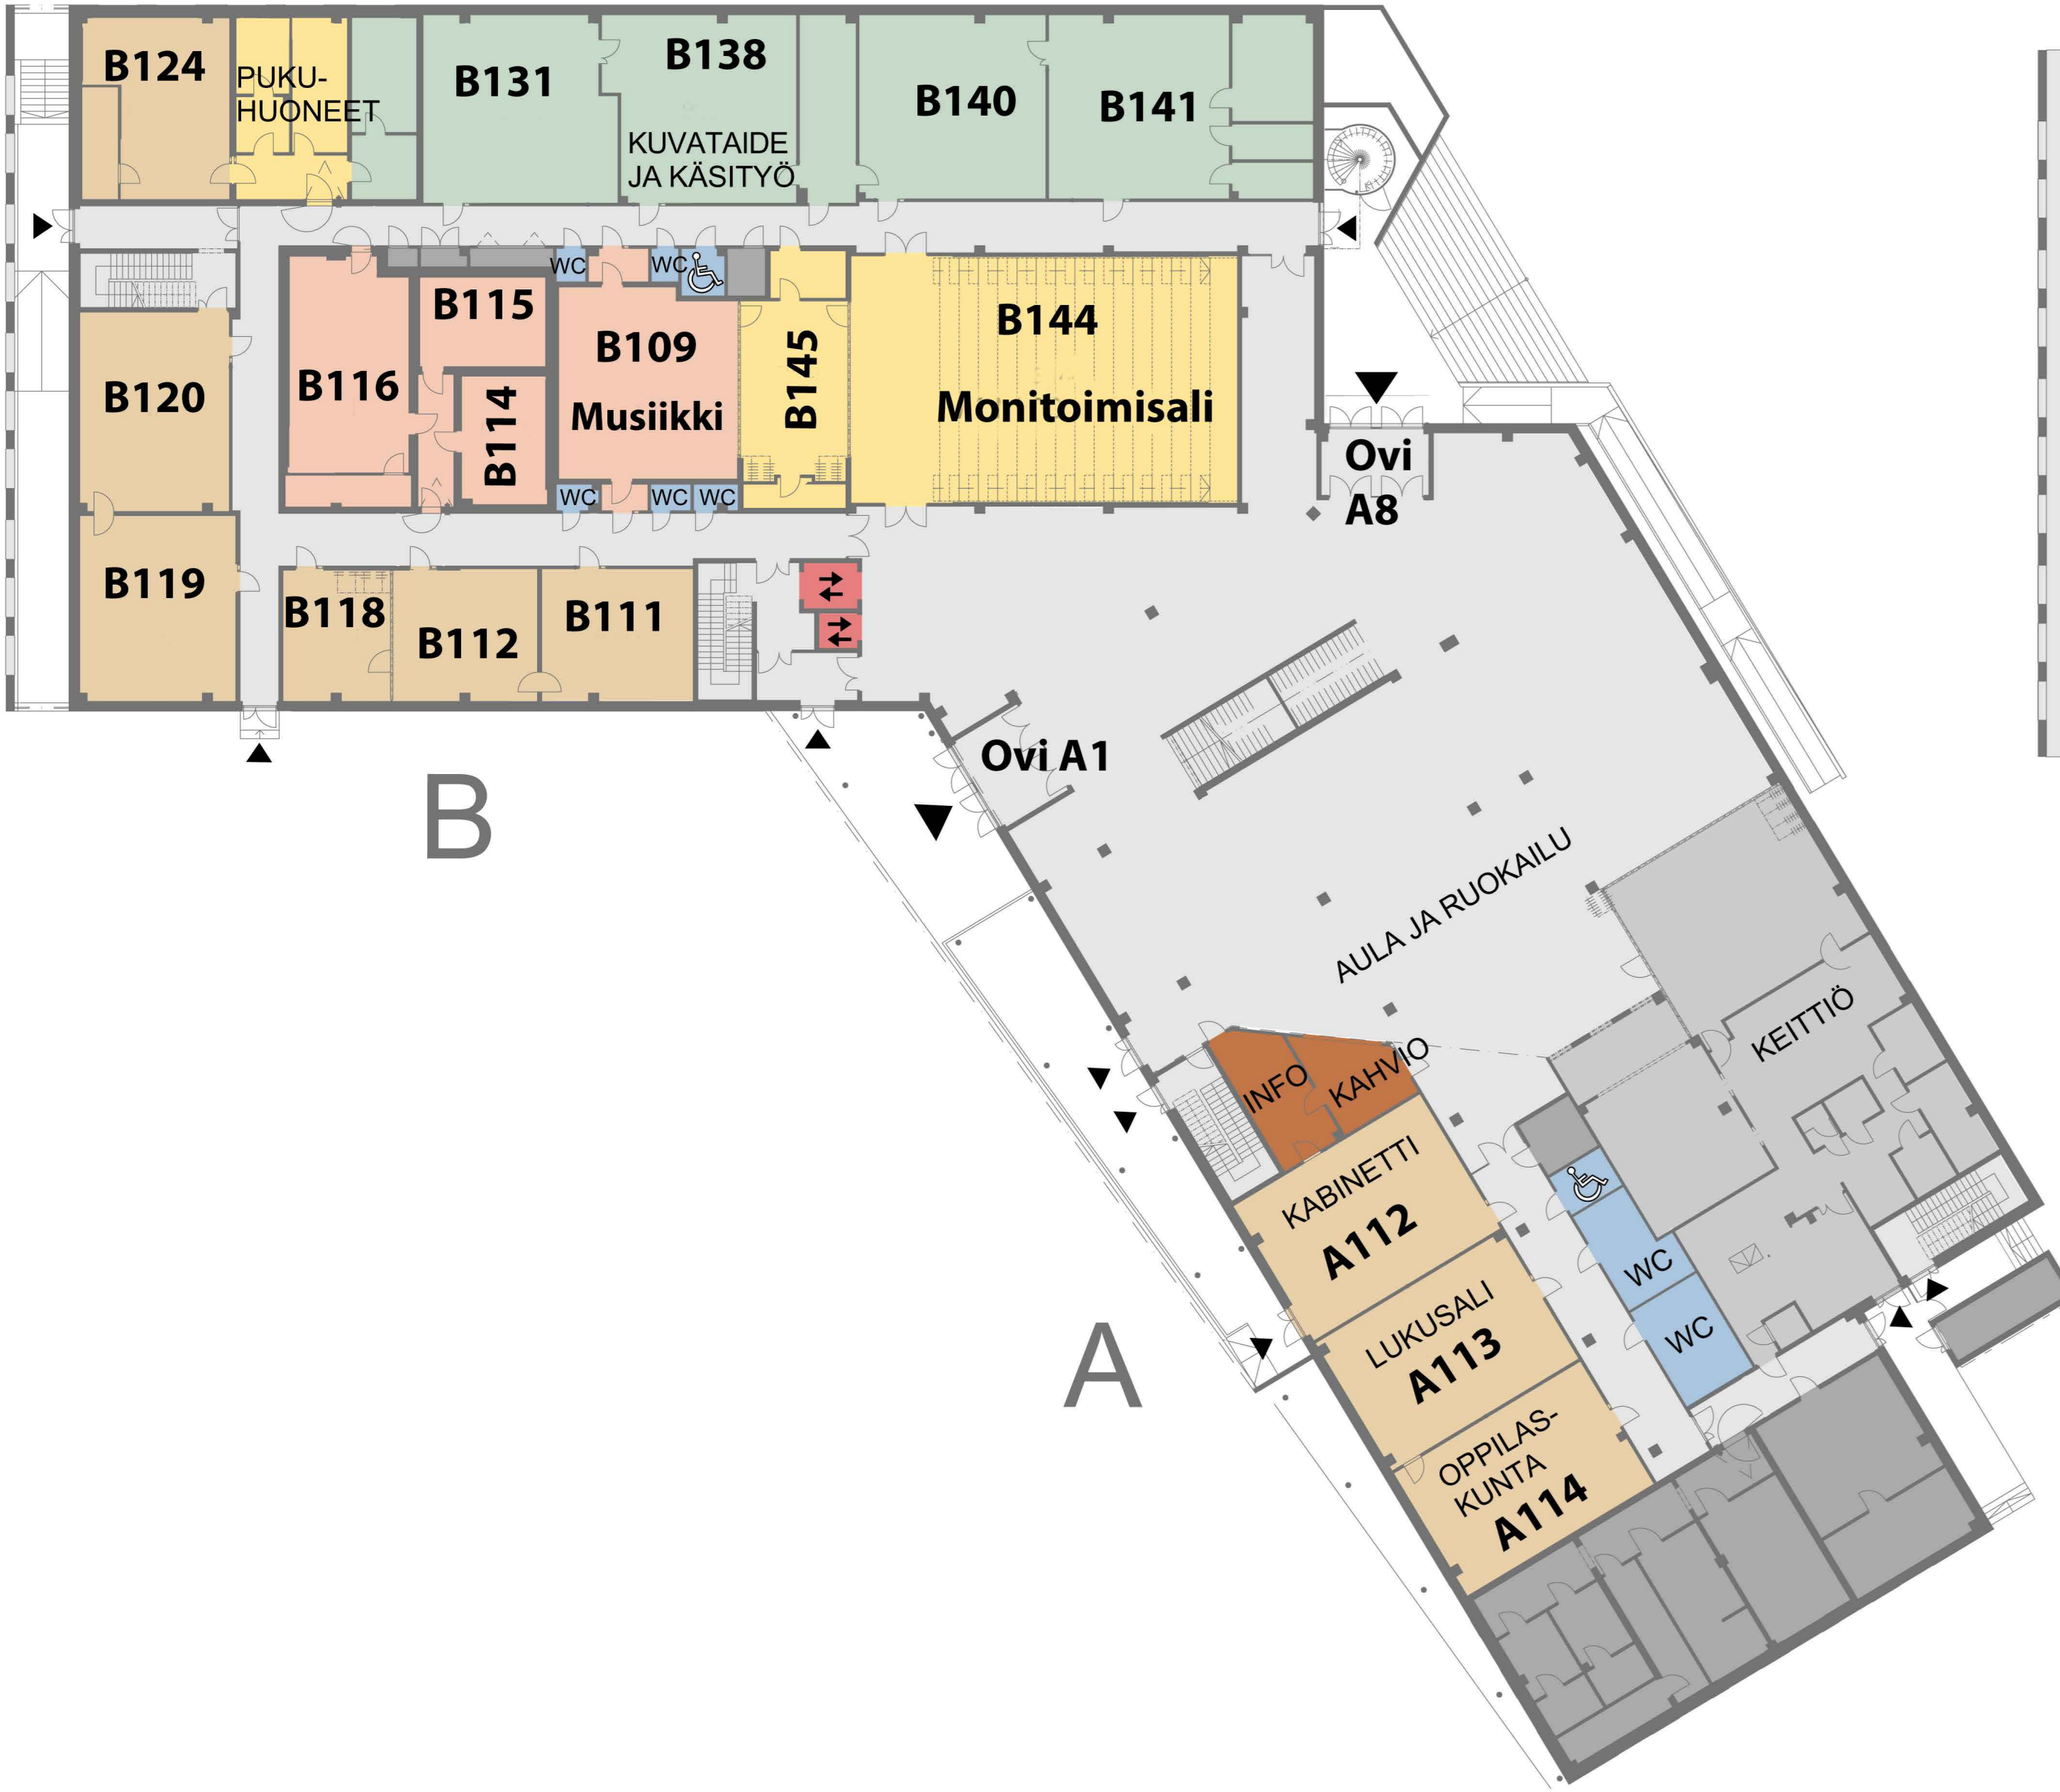 B124
PUKU-
HUONEET
B131
B138
KUVATAIDE
JA KÄSITYÖ
B140
B141
WC
WC
B115
B116
B114
B109
Musiikki
B145
B144
Monitoimisali
B120
WC
WC
WC
Ovi
A8
B119
B118
B112
B111
Ovi A1
B
AULA JA RUOKAILU
KEITTIÖ
INFO
KAHVIO
KABINETTI
A112
LUKUSALI
A113
OPPILAS-
KUNTA
A114
WC
WC
A